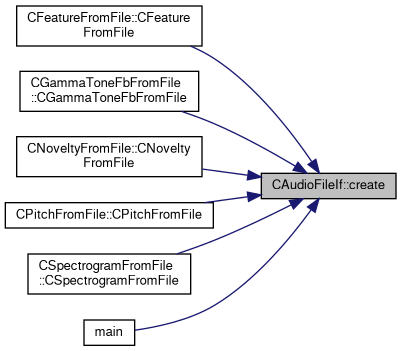 CFeatureFromFile::CFeature
FromFile
CGammaToneFbFromFile
::CGammaToneFbFromFile
CNoveltyFromFile::CNovelty
FromFile
CAudioFileIf::create
CPitchFromFile::CPitchFromFile
CSpectrogramFromFile
::CSpectrogramFromFile
main